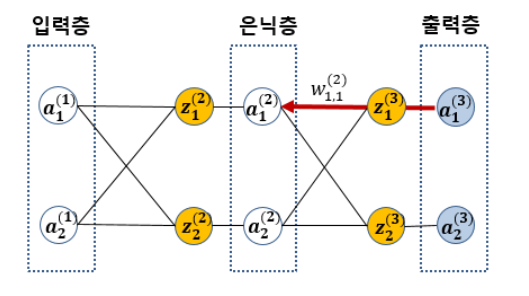 입력층 은닉층 출력층
w_{1,1}^{(2)}
a_1^{(1)} z_1^{(2)} a_1^{(2)} z_1^{(3)} a_1^{(3)}
a_2^{(1)} z_2^{(2)} a_2^{(2)} z_2^{(3)} a_2^{(3)}